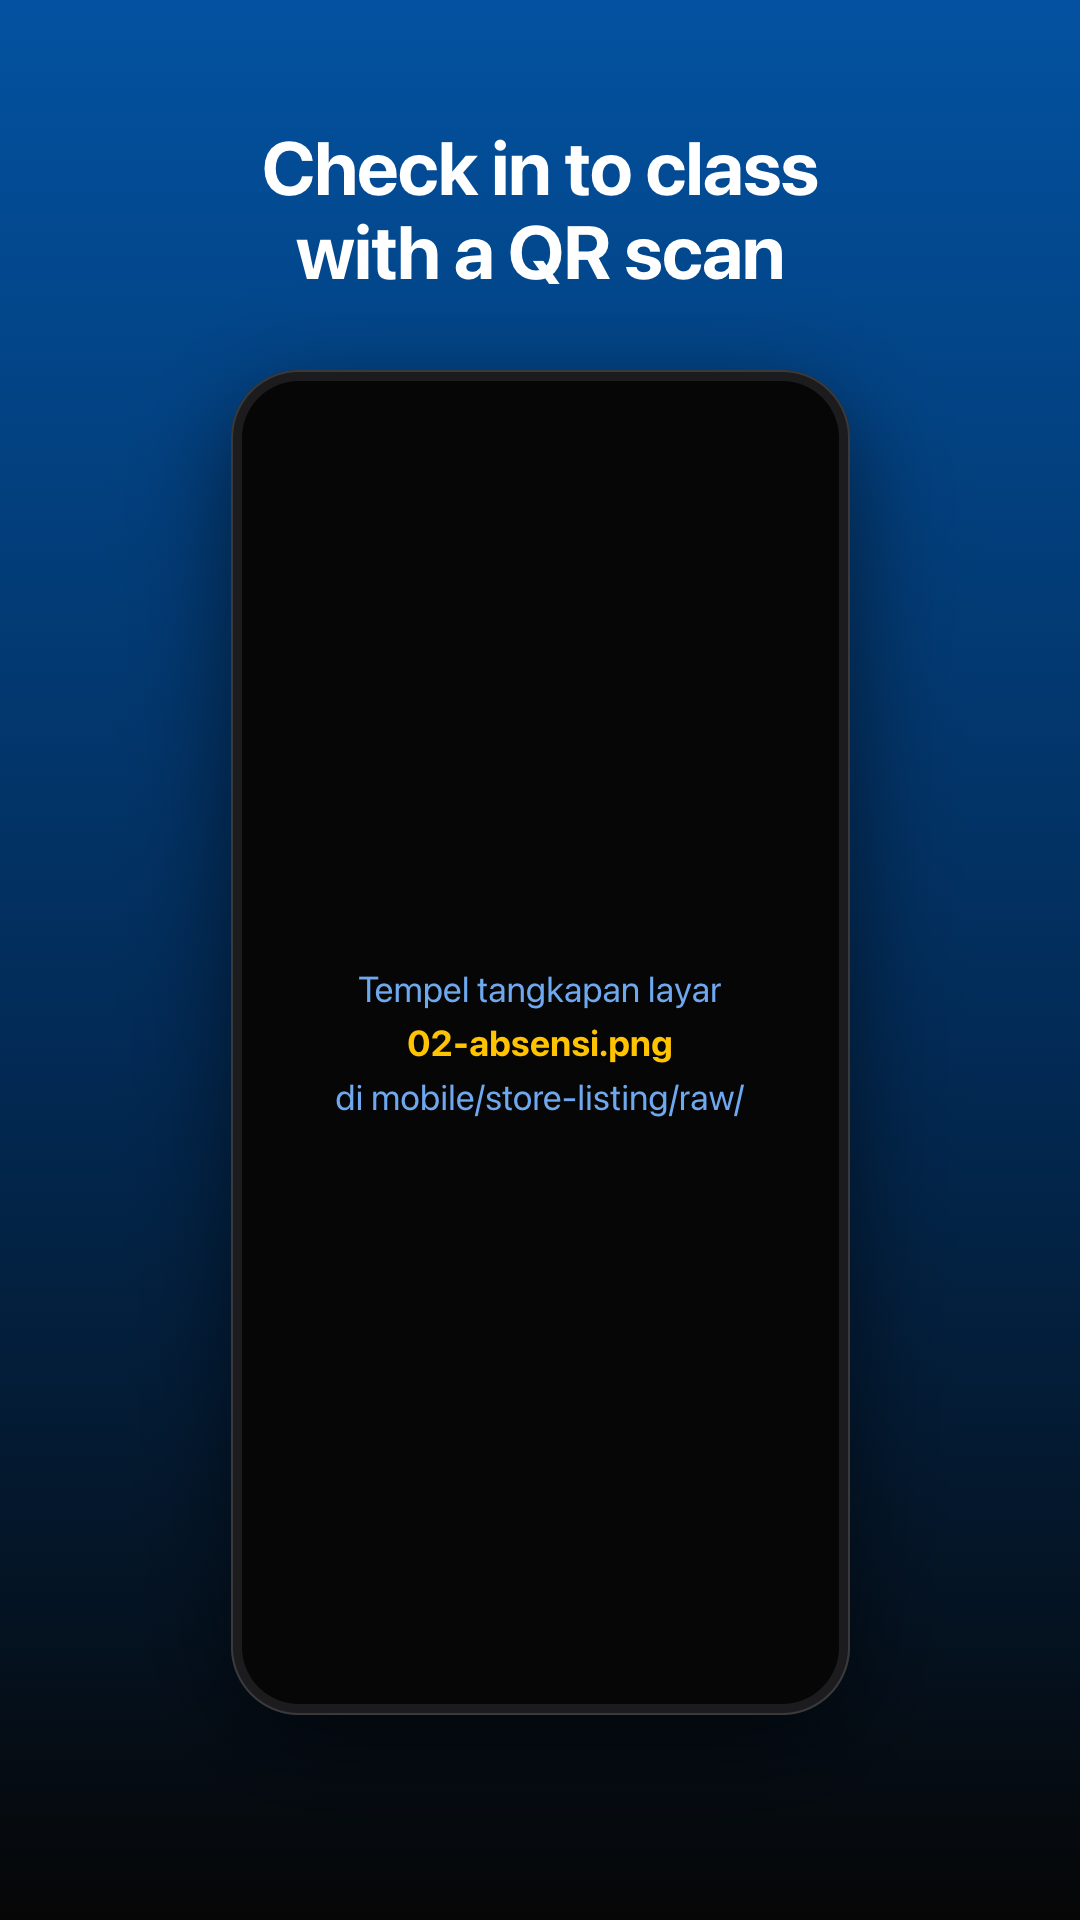 Check in to class
with a QR scan
Tempel tangkapan layar
02-absensi.png
di mobile/store-listing/raw/